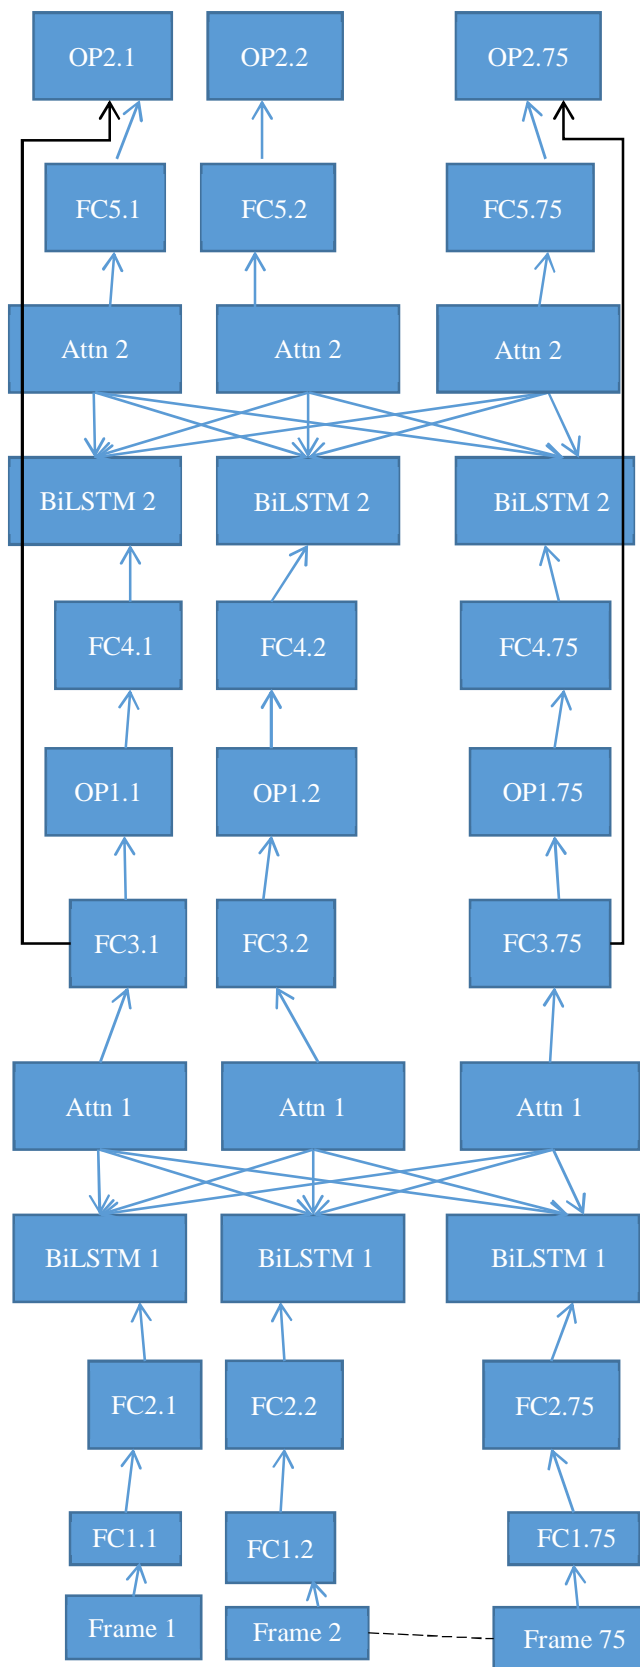 OP2.1 OP2.2 OP2.75
FC5.1 FC5.2 FC5.75
Attn 2 Attn 2 Attn 2
BiLSTM 2 BiLSTM 2 BiLSTM 2
FC4.1 FC4.2 FC4.75
OP1.1 OP1.2 OP1.75
FC3.1 FC3.2 FC3.75
Attn 1 Attn 1 Attn 1
BiLSTM 1 BiLSTM 1 BiLSTM 1
FC2.1 FC2.2 FC2.75
FC1.1 FC1.2 FC1.75
Frame 1 Frame 2 Frame 75